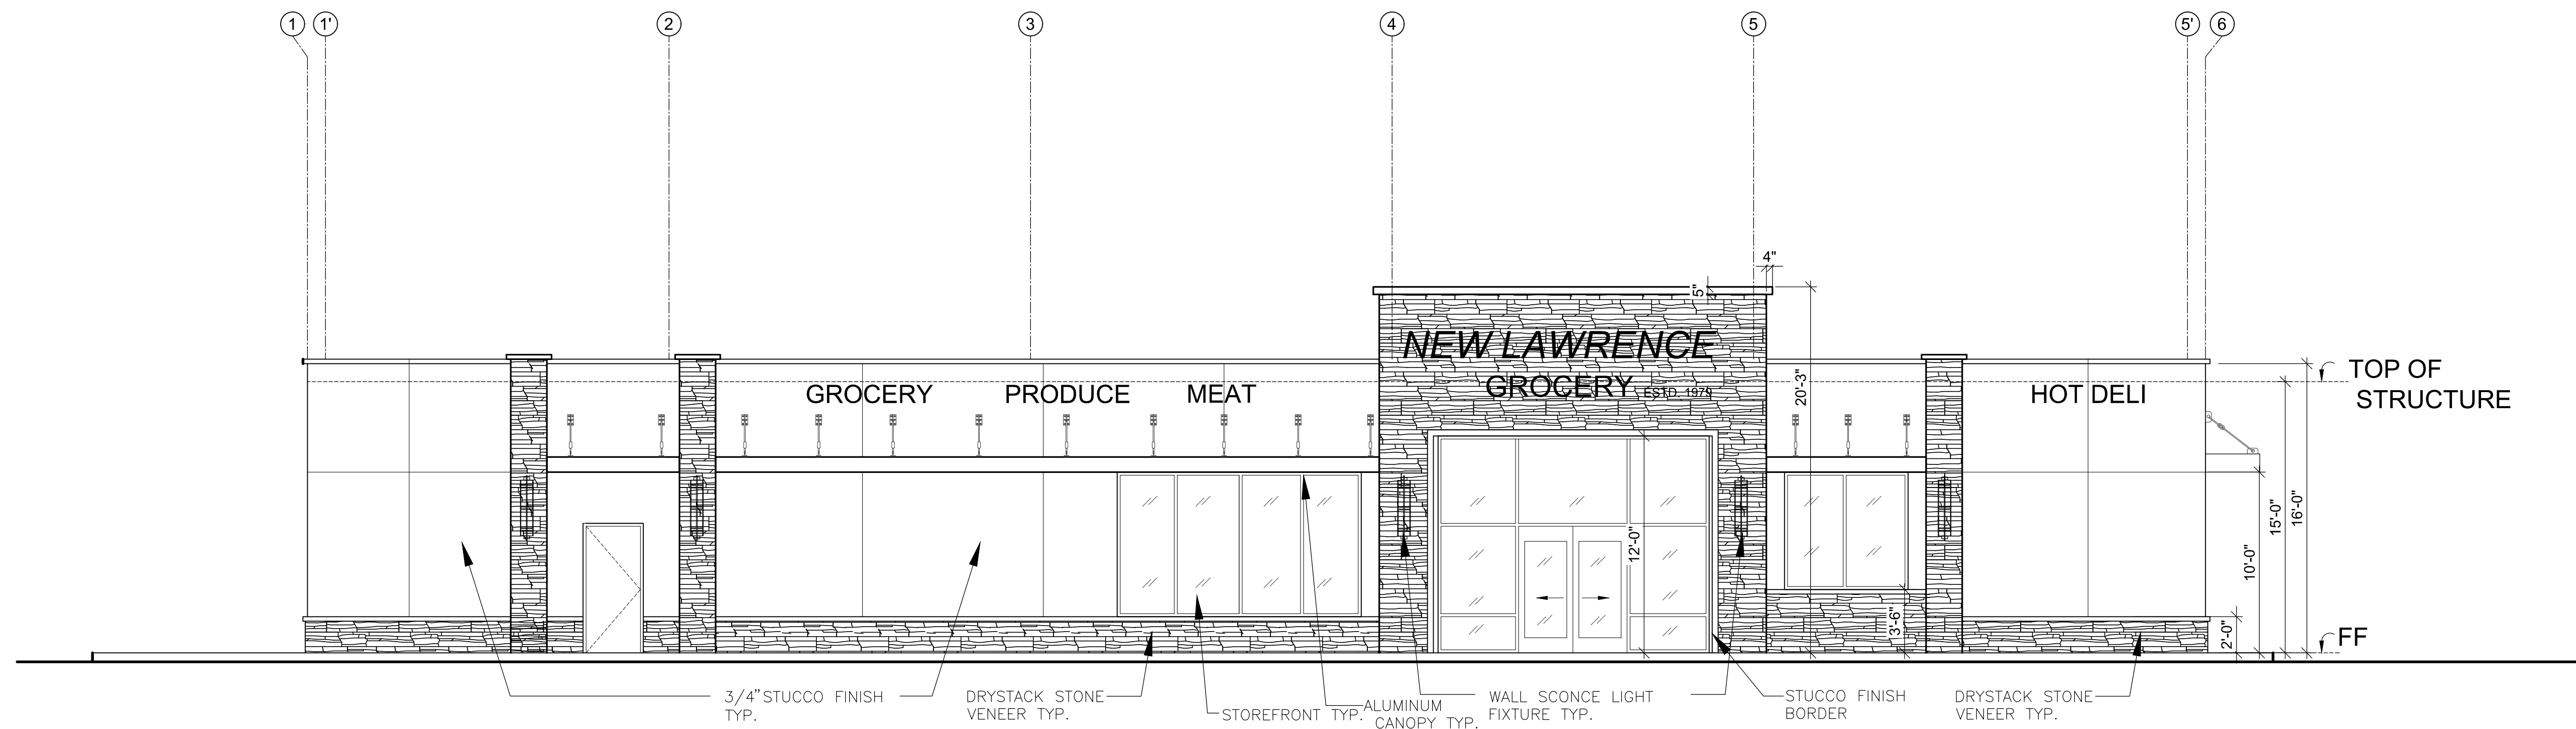 1 1' 2 3 4 5 5' 6
4"
5"
NEW LAWRENCE
GROCERY ESTD. 1979
GROCERY PRODUCE MEAT
HOT DELI
TOP OF
STRUCTURE
20'-3"
12'-0"
3'-6"
2'-0"
10'-0"
15'-0"
16'-0"
FF
3/4" STUCCO FINISH
TYP.
DRYSTACK STONE
VENEER TYP.
STOREFRONT TYP.
ALUMINUM
CANOPY TYP.
WALL SCONCE LIGHT
FIXTURE TYP.
STUCCO FINISH
BORDER
DRYSTACK STONE
VENEER TYP.